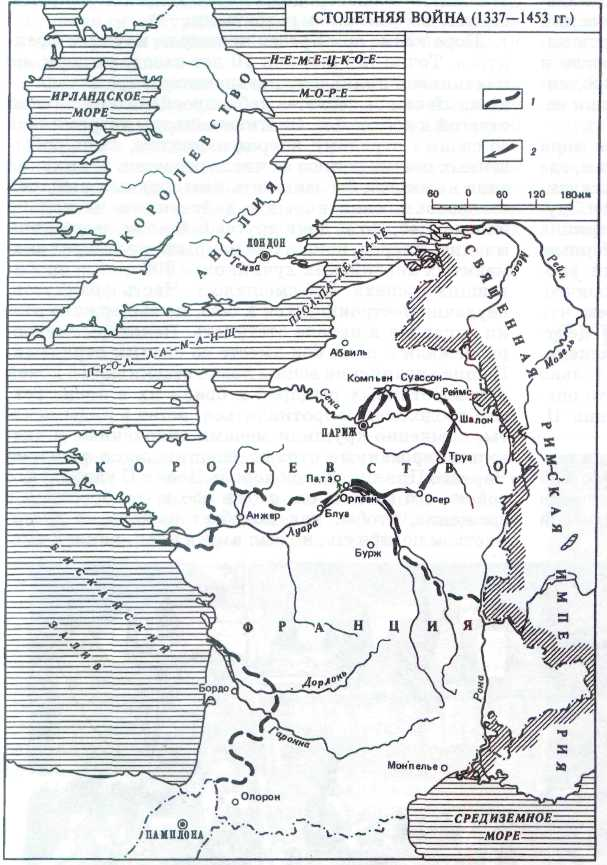 СТОЛЕТНЯЯ ВОЙНА (1337—1453 гг.)
НЕМЕЦКОЕ
МОРЕ
ИРЛАНДСКОЕ
МОРЕ
1
2
60 0 60 120 180км
КОРОЛЕВСТВО
АНГЛИЯ
ЛОНДОН
Темза
ПРОЛ. ПА-ДЕ-КАЛЕ
ПРОЛ. ЛА-МАНШ
СВЯЩЕННАЯ
РИМСКАЯ ИМПЕРИЯ
Маас
Рейн
Мозель
Абвиль
Компьен
Суассон
Реймс
Сена
ПАРИЖ
Шалон
Труа
КОРОЛЕВСТВО
Патэ
Орлеан
Осер
Анжер
Луара
Блуа
Бурж
БИСКАЙСКИЙ
ЗАЛИВ
ФРАНЦИЯ
Бордо
Дордонь
Рона
Гаронна
Монпелье
Олорон
ПАМПЛОНА
СРЕДИЗЕМНОЕ
МОРЕ